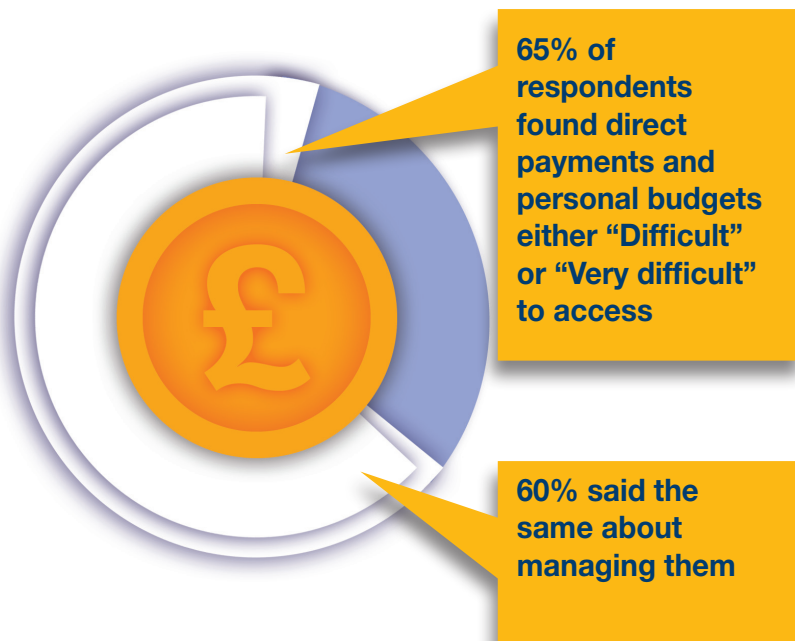 65% of
respondents
found direct
payments and
personal budgets
either “Difficult”
or “Very difficult”
to access
£
60% said the
same about
managing them